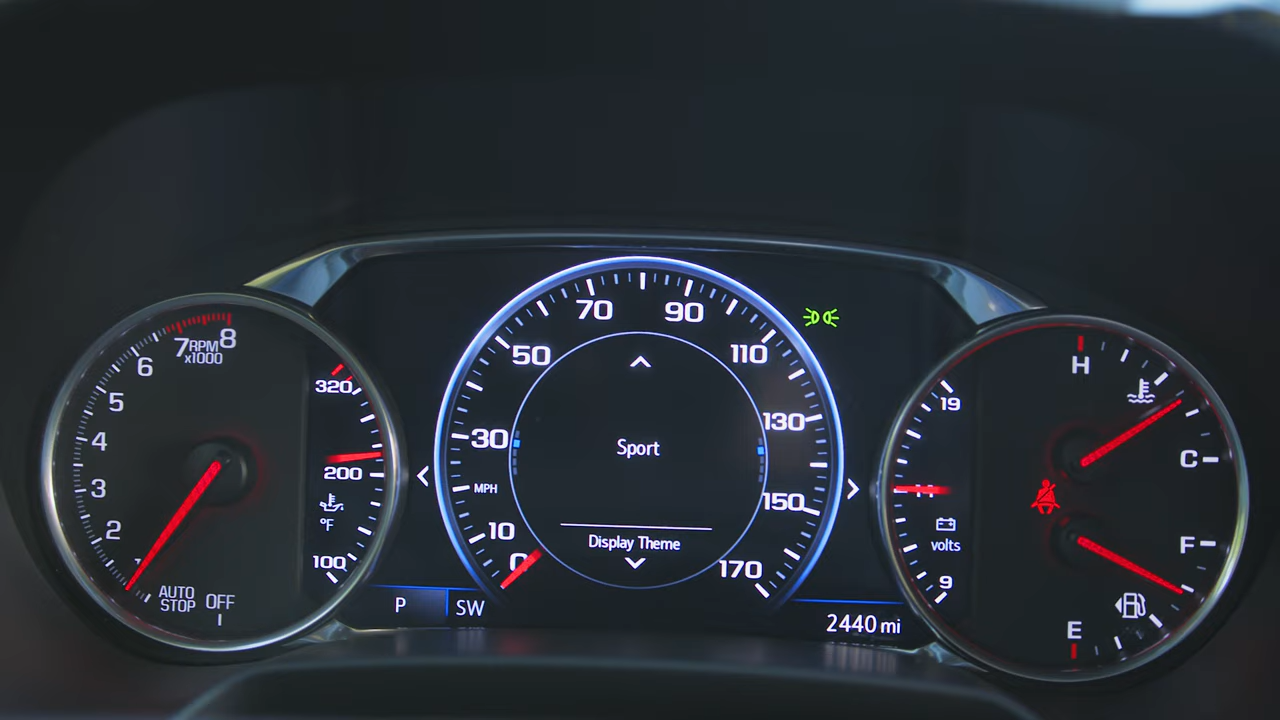 8
7
RPM
x1000
6
5
4
3
2
AUTO
STOP
OFF
320
200
°F
100
70
90
50
110
30
130
MPH
150
10
0
170
Sport
Display Theme
P
SW
2440 mi
19
volts
9
H
C
F
E